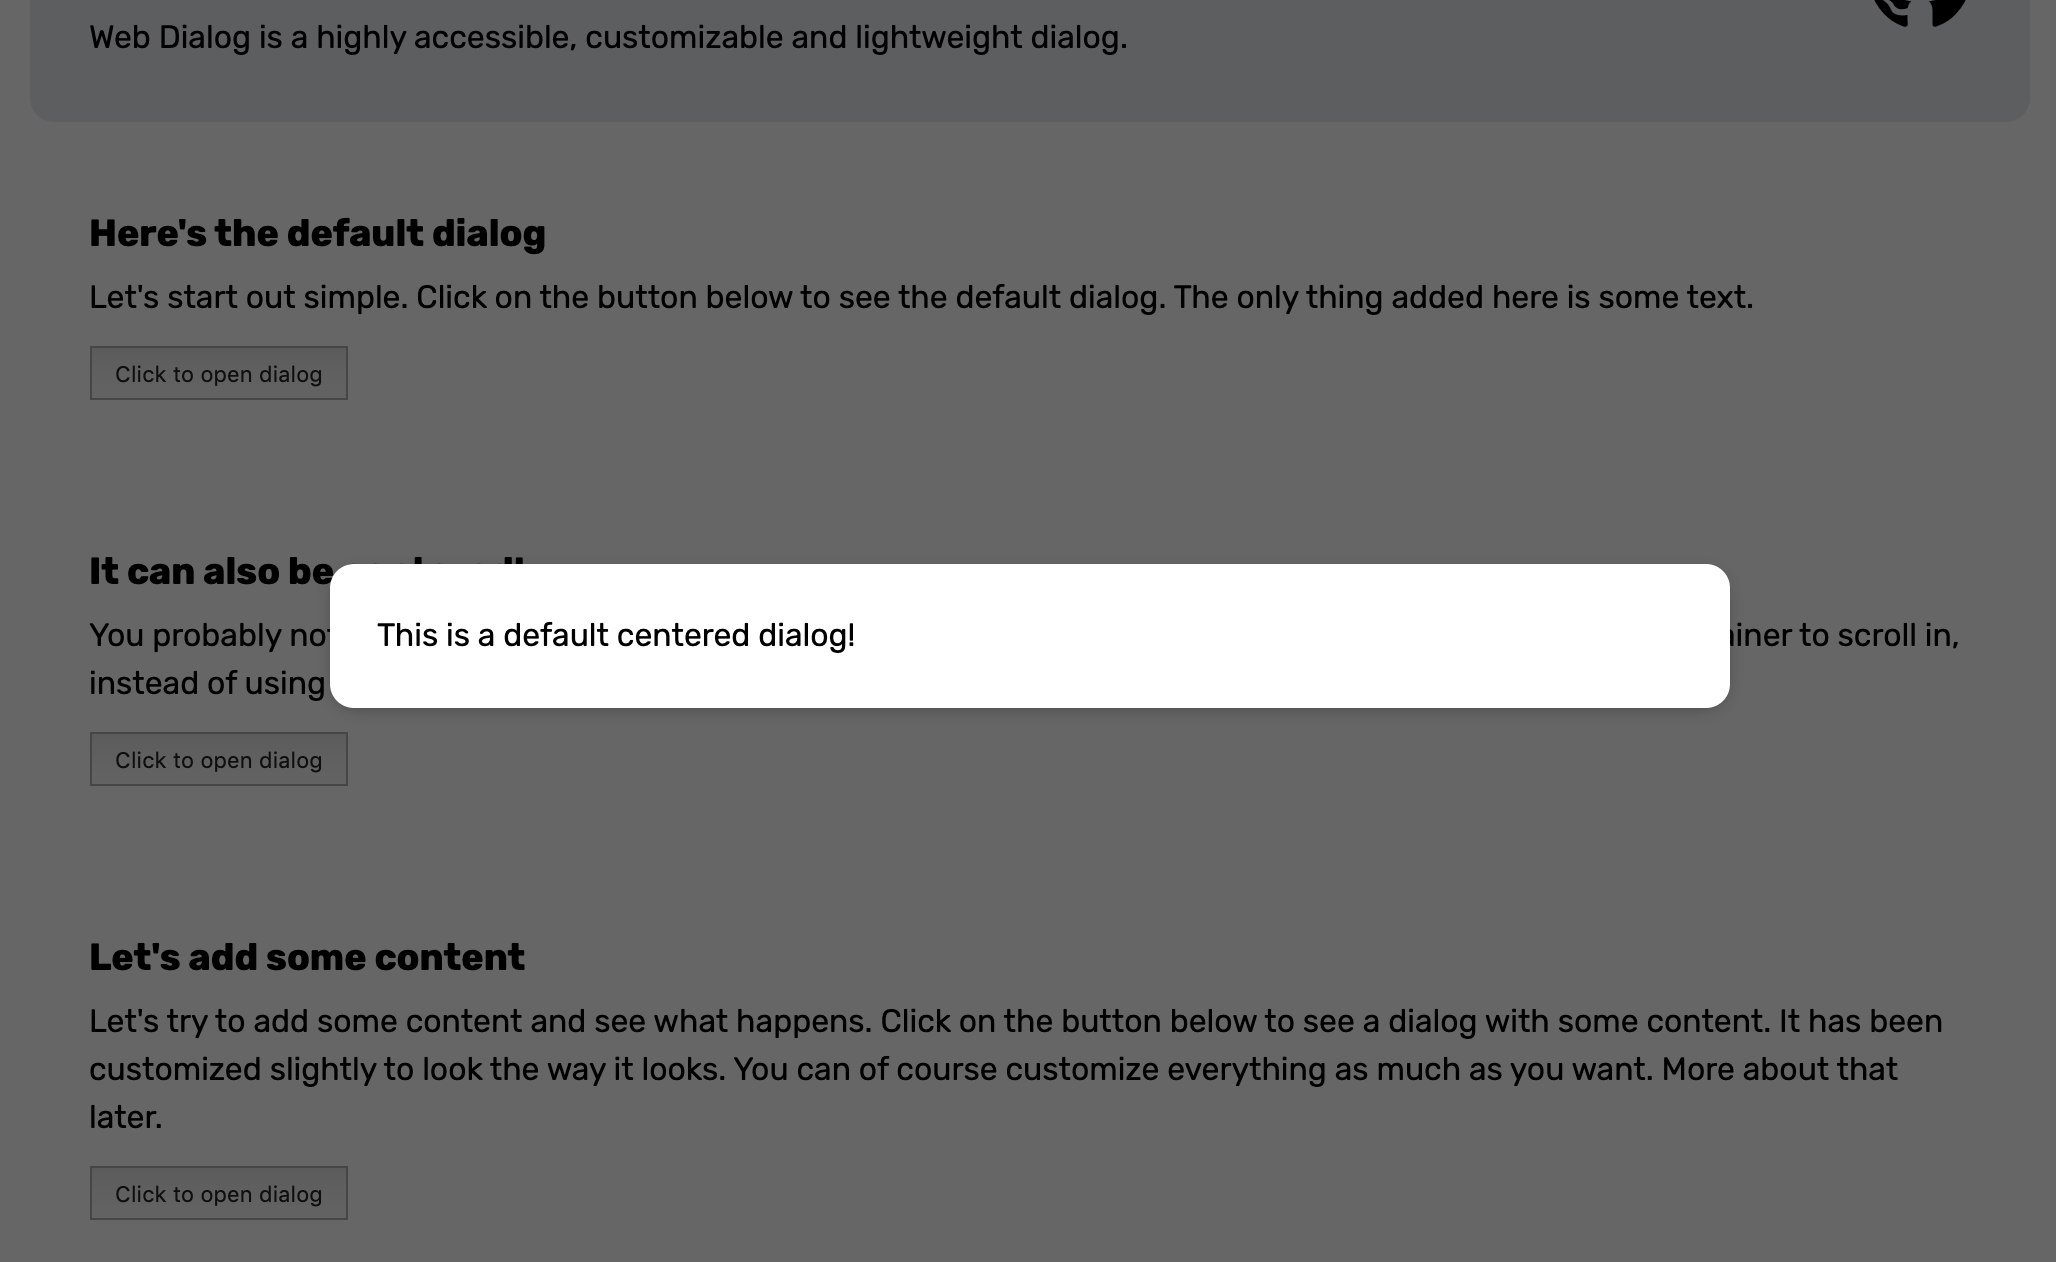 Web Dialog is a highly accessible, customizable and lightweight dialog.
Here's the default dialog
Let's start out simple. Click on the button below to see the default dialog. The only thing added here is some text.
Click to open dialog
It can also be
You probably
This is a default centered dialog!
to scroll in,
instead of using
Click to open dialog
Let's add some content
Let's try to add some content and see what happens. Click on the button below to see a dialog with some content. It has been
customized slightly to look the way it looks. You can of course customize everything as much as you want. More about that
later.
Click to open dialog